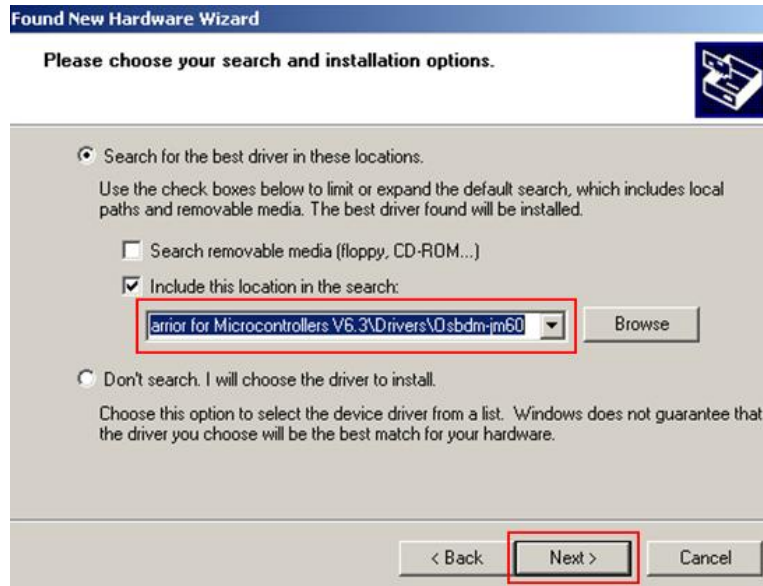 Found New Hardware Wizard
Please choose your search and installation options.
Search for the best driver in these locations.
Use the check boxes below to limit or expand the default search, which includes local
paths and removable media. The best driver found will be installed.
Search removable media (floppy, CD-ROM...)
Include this location in the search:
arrior for Microcontrollers V6.3\Drivers\Osbdm-jm60
Browse
Don't search. I will choose the driver to install.
Choose this option to select the device driver from a list. Windows does not guarantee that
the driver you choose will be the best match for your hardware.
< Back
Next >
Cancel